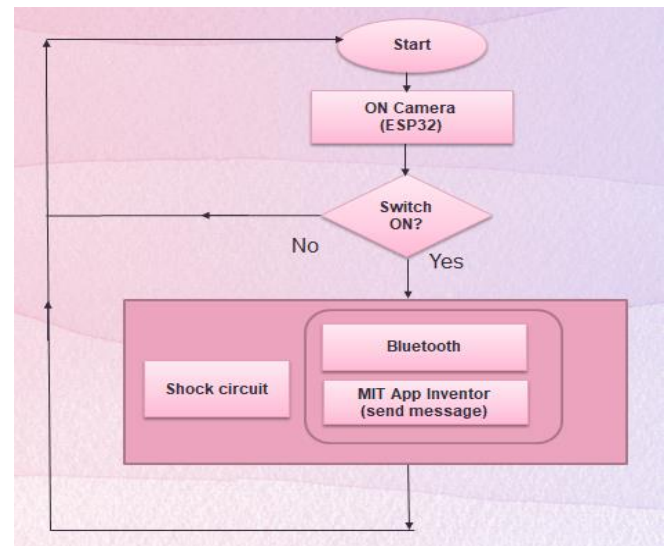 Start
ON Camera
(ESP32)
Switch
ON?
No
Yes
Bluetooth
Shock circuit
MIT App Inventor
(send message)